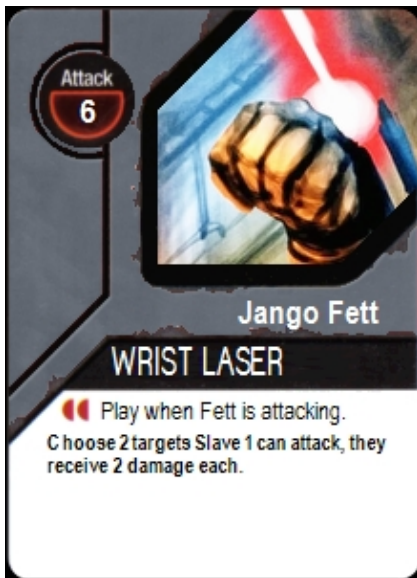 Attack
6
Jango Fett
WRIST LASER
Play when Fett is attacking.
Choose 2 targets Slave 1 can attack, they
receive 2 damage each.